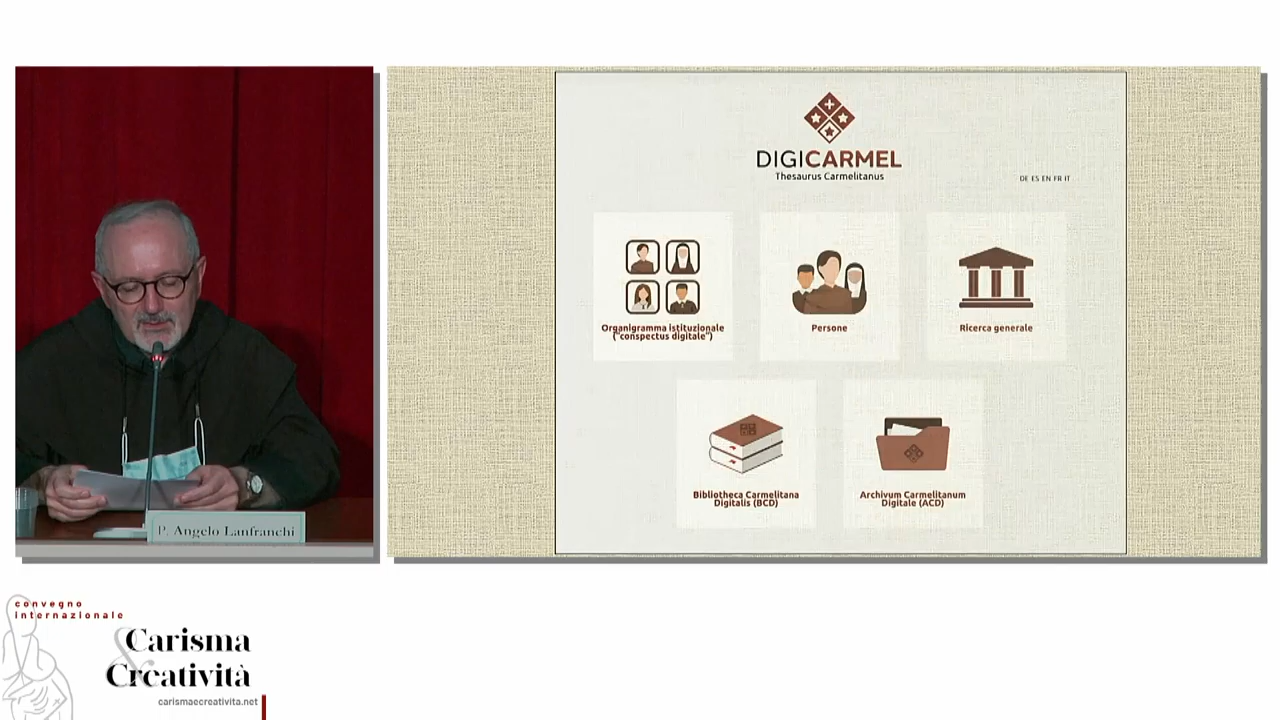 DIGICARMEL
Thesaurus Carmelitanus
DE ES EN FR IT
Organigramma istituzionale
("conspectus digitale")
Persone
Ricerca generale
Bibliotheca Carmelitana
Digitalis (BCD)
Archivum Carmelitanum
Digitale (ACD)
P. Angelo Lanfranchi
convegno
internazionale
Carisma
&
Creatività
carismaecreativita.net